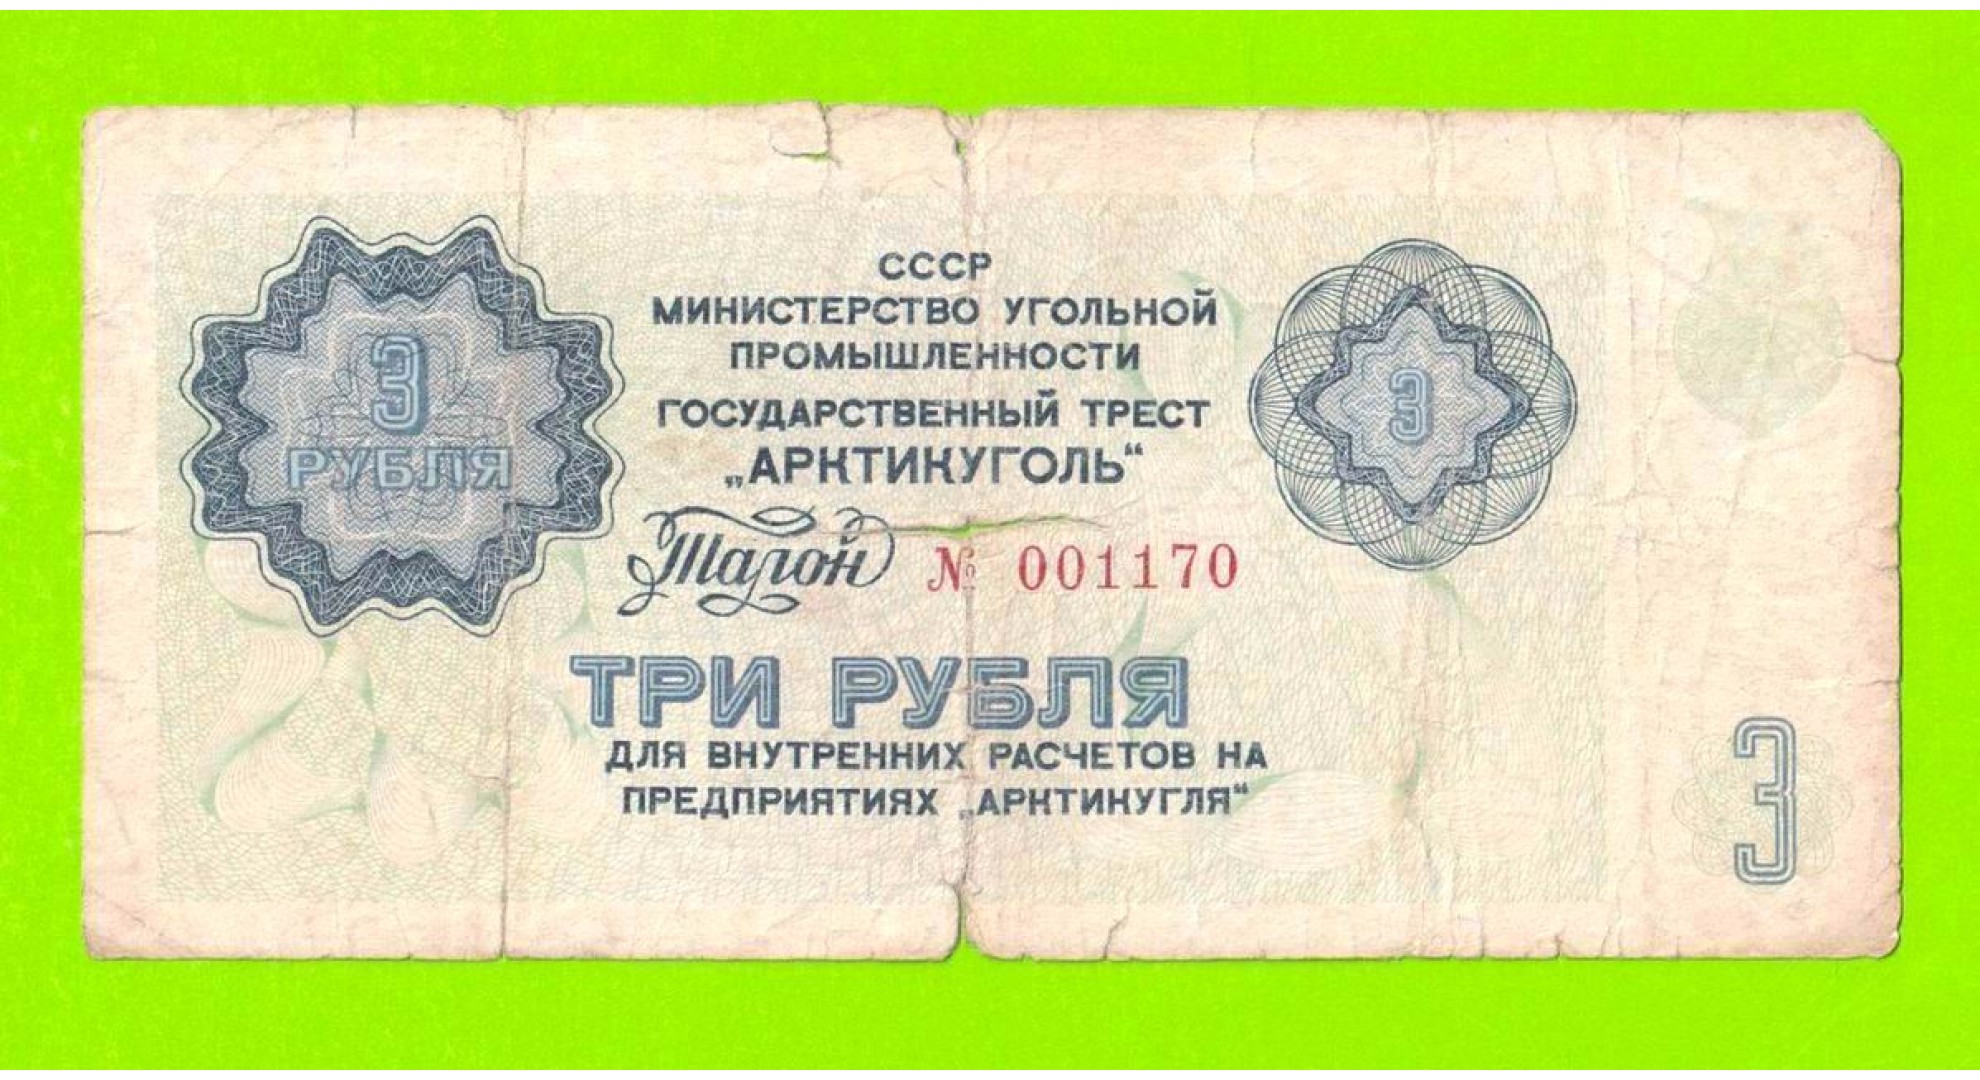 СССР
МИНИСТЕРСТВО УГОЛЬНОЙ
ПРОМЫШЛЕННОСТИ
ГОСУДАРСТВЕННЫЙ ТРЕСТ
„АРКТИКУГОЛЬ“
3
РУБЛЯ
3
Талон № 001170
ТРИ РУБЛЯ
ДЛЯ ВНУТРЕННИХ РАСЧЕТОВ НА
ПРЕДПРИЯТИЯХ „АРКТИКУГЛЯ“
3